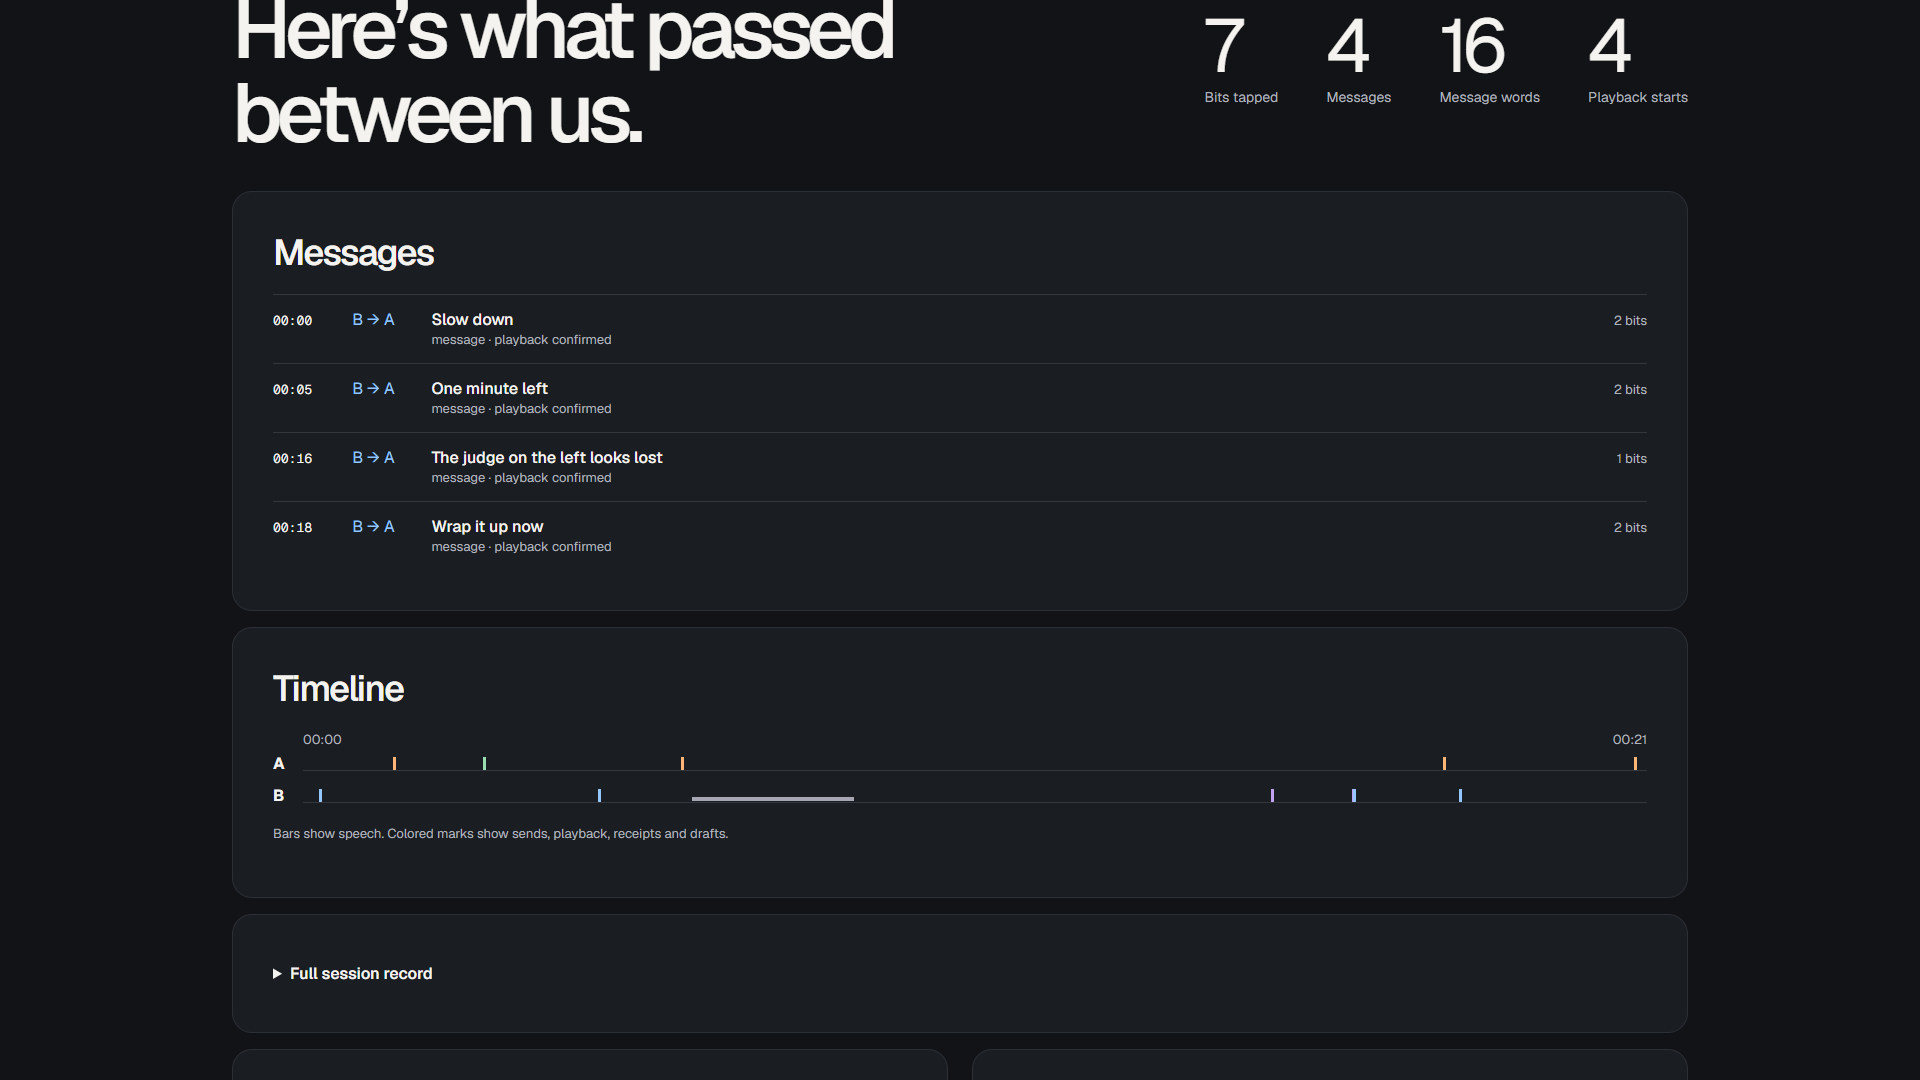 Here’s what passed
between us.
7
Bits tapped
4
Messages
16
Message words
4
Playback starts
Messages
00:00 B → A Slow down 2 bits
message · playback confirmed
00:05 B → A One minute left 2 bits
message · playback confirmed
00:16 B → A The judge on the left looks lost 1 bits
message · playback confirmed
00:18 B → A Wrap it up now 2 bits
message · playback confirmed
Timeline
00:00 00:21
A
B
Bars show speech. Colored marks show sends, playback, receipts and drafts.
Full session record